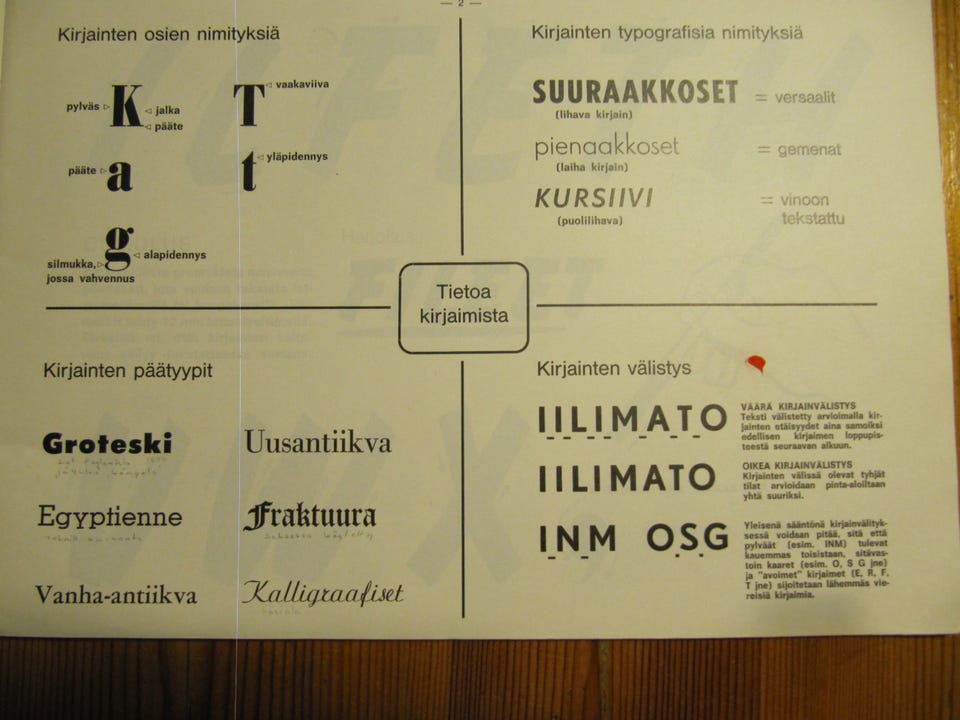 — 2 —
Kirjainten osien nimityksiä
pylväs K jalka
pääte
T vaakaviiva
pääte a
t yläpidennys
g alapidennys
silmukka,
jossa vahvennus
Kirjainten typografisia nimityksiä
SUURAAKKOSET = versaalit
(lihava kirjain)
pienaakkoset = gemenat
(laiha kirjain)
KURSIIVI = vinoon
tekstattu
(puolilihava)
Tietoa
kirjaimista
Kirjainten päätyypit
Groteski
Uusantiikva
Egyptienne
Fraktuura
Vanha-antiikva
Kalligraafiset
Kirjainten välistys
IILIMATO
VÄÄRÄ KIRJAINVÄLISTYS
Teksti välistetty arvioimalla kir-
jainten etäisyydet aina samoiksi
edellisen kirjaimen loppupis-
teestä seuraavan alkuun.
IILIMATO
OIKEA KIRJAINVÄLISTYS
Kirjainten välissä olevat tyhjät
tilat arvioidaan pinta-aloiltaan
yhtä suuriksi.
INM OSG
Yleisenä sääntönä kirjainvälityk-
sessä voidaan pitää, sitä että
pylväät (esim. INM) tulevat
kauemmas toisistaan, sitävas-
toin kaaret (esim. O, S G jne)
ja "avoimet" kirjaimet (E, R, F,
T jne) sijoitetaan lähemmäs vie-
reisiä kirjaimia.